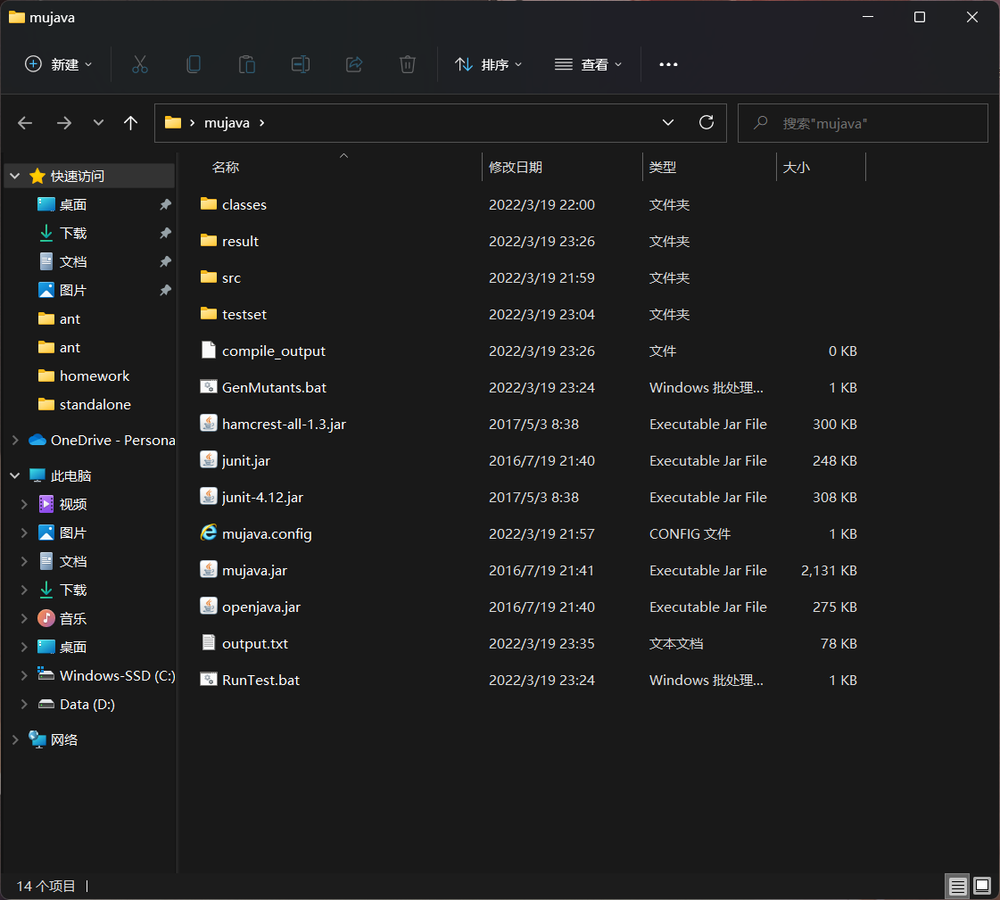 mujava
新建
排序
查看
mujava
搜索"mujava"
名称 修改日期 类型 大小
快速访问
桌面
下载
文档
图片
ant
ant
homework
standalone
OneDrive - Persona
此电脑
视频
图片
文档
下载
音乐
桌面
Windows-SSD (C:)
Data (D:)
网络
classes 2022/3/19 22:00 文件夹
result 2022/3/19 23:26 文件夹
src 2022/3/19 21:59 文件夹
testset 2022/3/19 23:04 文件夹
compile_output 2022/3/19 23:26 文件 0 KB
GenMutants.bat 2022/3/19 23:24 Windows 批处理... 1 KB
hamcrest-all-1.3.jar 2017/5/3 8:38 Executable Jar File 300 KB
junit.jar 2016/7/19 21:40 Executable Jar File 248 KB
junit-4.12.jar 2017/5/3 8:38 Executable Jar File 308 KB
mujava.config 2022/3/19 21:57 CONFIG 文件 1 KB
mujava.jar 2016/7/19 21:41 Executable Jar File 2,131 KB
openjava.jar 2016/7/19 21:40 Executable Jar File 275 KB
output.txt 2022/3/19 23:35 文本文档 78 KB
RunTest.bat 2022/3/19 23:24 Windows 批处理... 1 KB
14 个项目